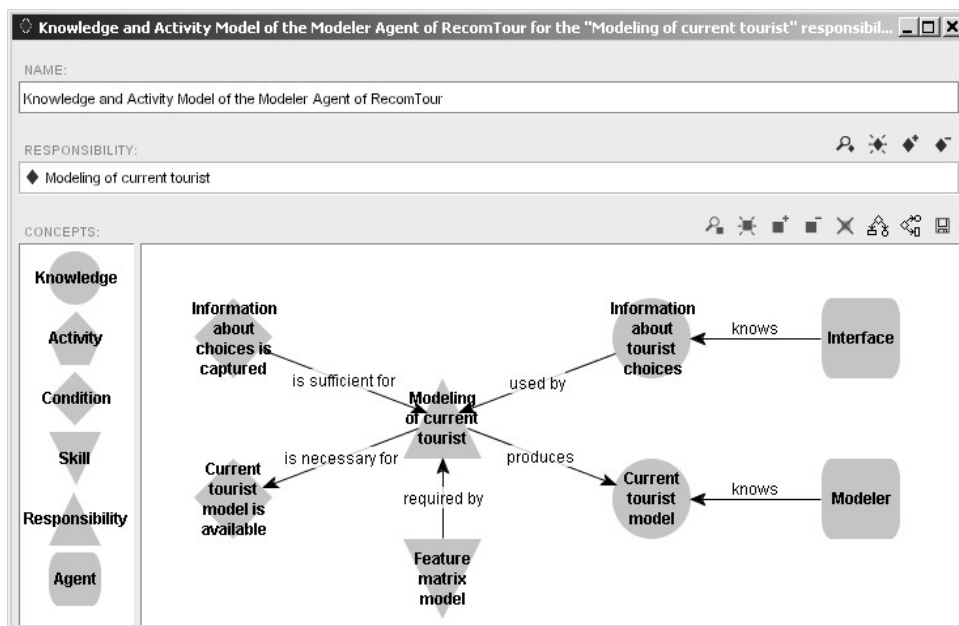 Knowledge and Activity Model of the Modeler Agent of RecomTour for the "Modeling of current tourist" responsibil...
NAME:
Knowledge and Activity Model of the Modeler Agent of RecomTour
RESPONSIBILITY:
Modeling of current tourist
CONCEPTS:
Knowledge
Activity
Condition
Skill
Responsibility
Agent
Information
about
choices is
captured
is sufficient for
Information
about
tourist
choices
knows
Interface
used by
Modeling
of current
tourist
is necessary for
Current
tourist
model is
available
produces
Current
tourist
model
knows
Modeler
required by
Feature
matrix
model